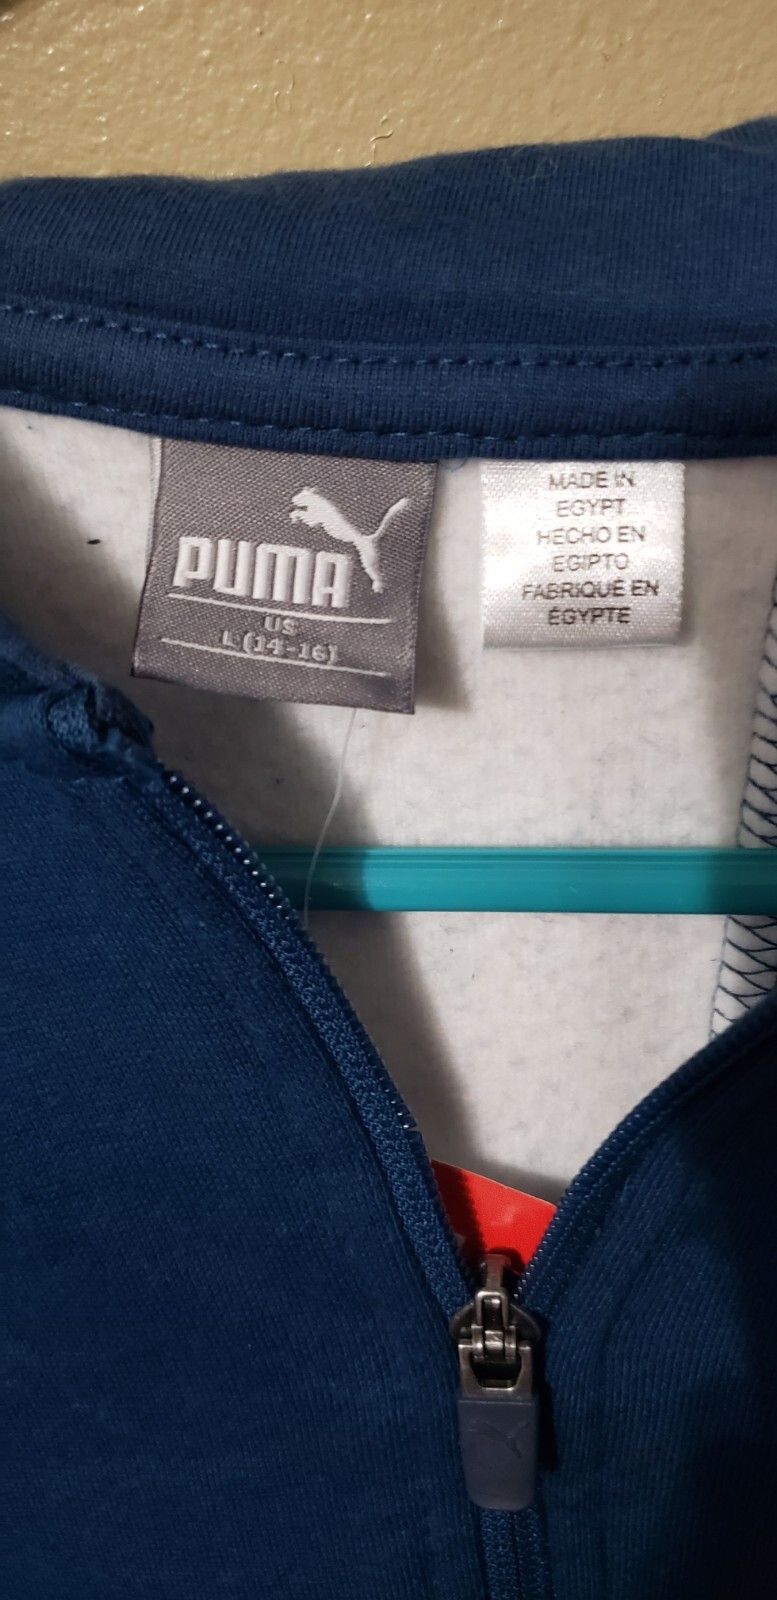 PUMA
US
L (14-16)
MADE IN
EGYPT
HECHO EN
EGIPTO
FABRIQUÉ EN
ÉGYPTE